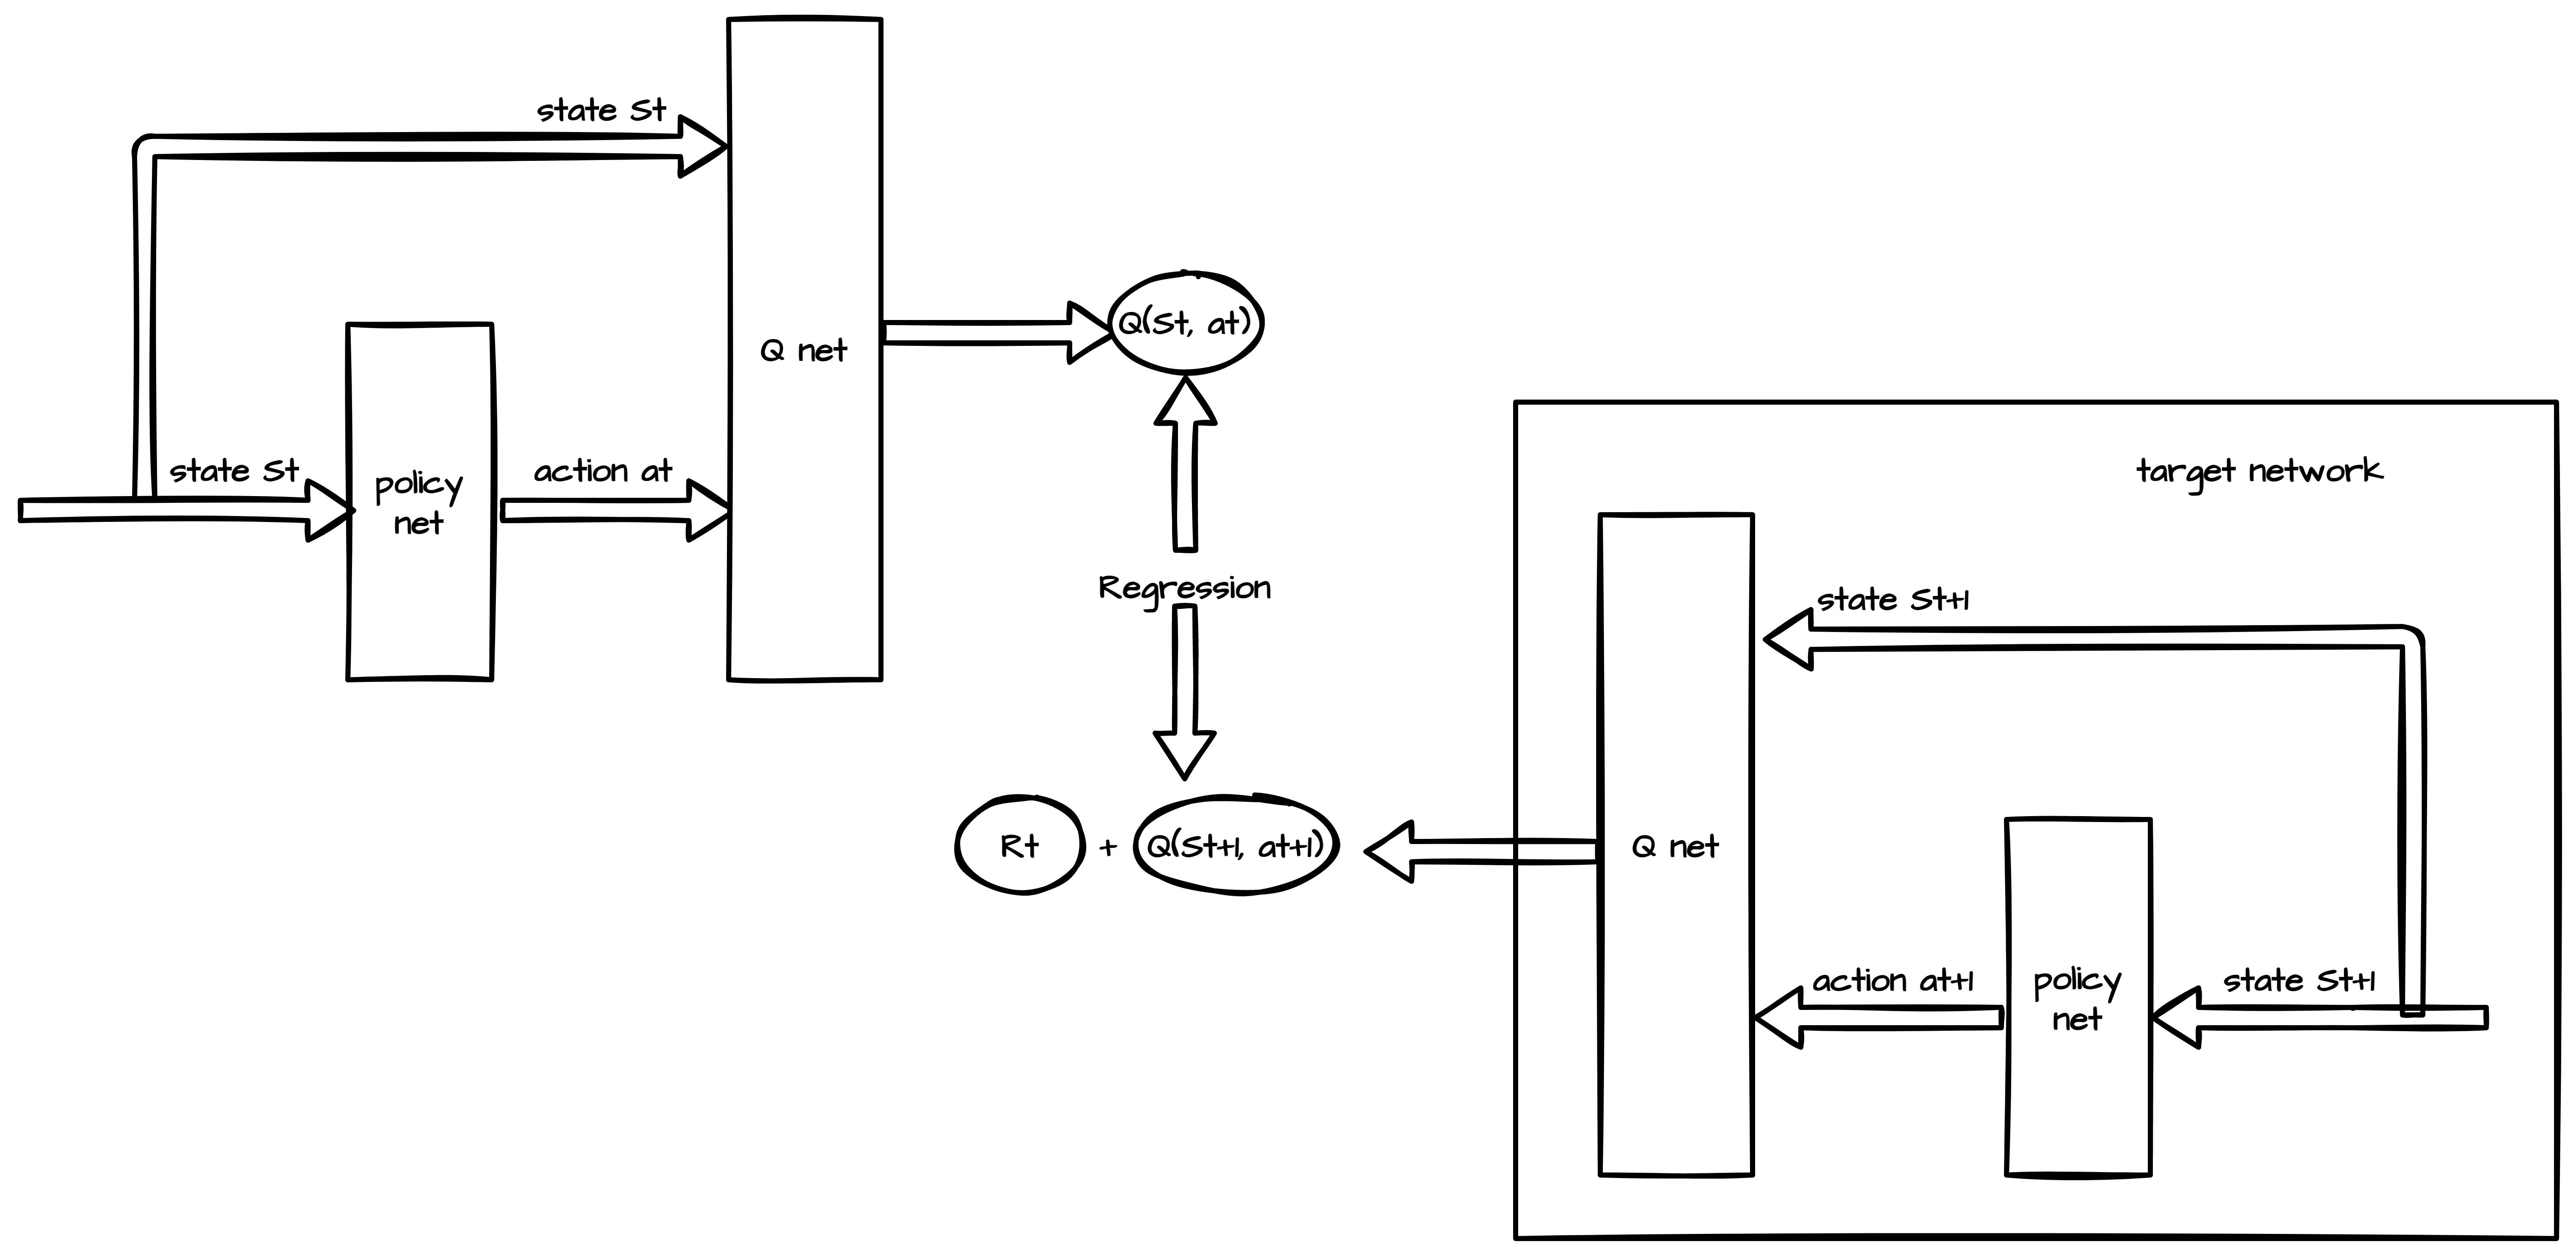 state St
Q(St, at)
Q net
state St
policy
net
action at
target network
Regression
state St+1
Rt + Q(St+1, at+1)
Q net
action at+1
policy
net
state St+1